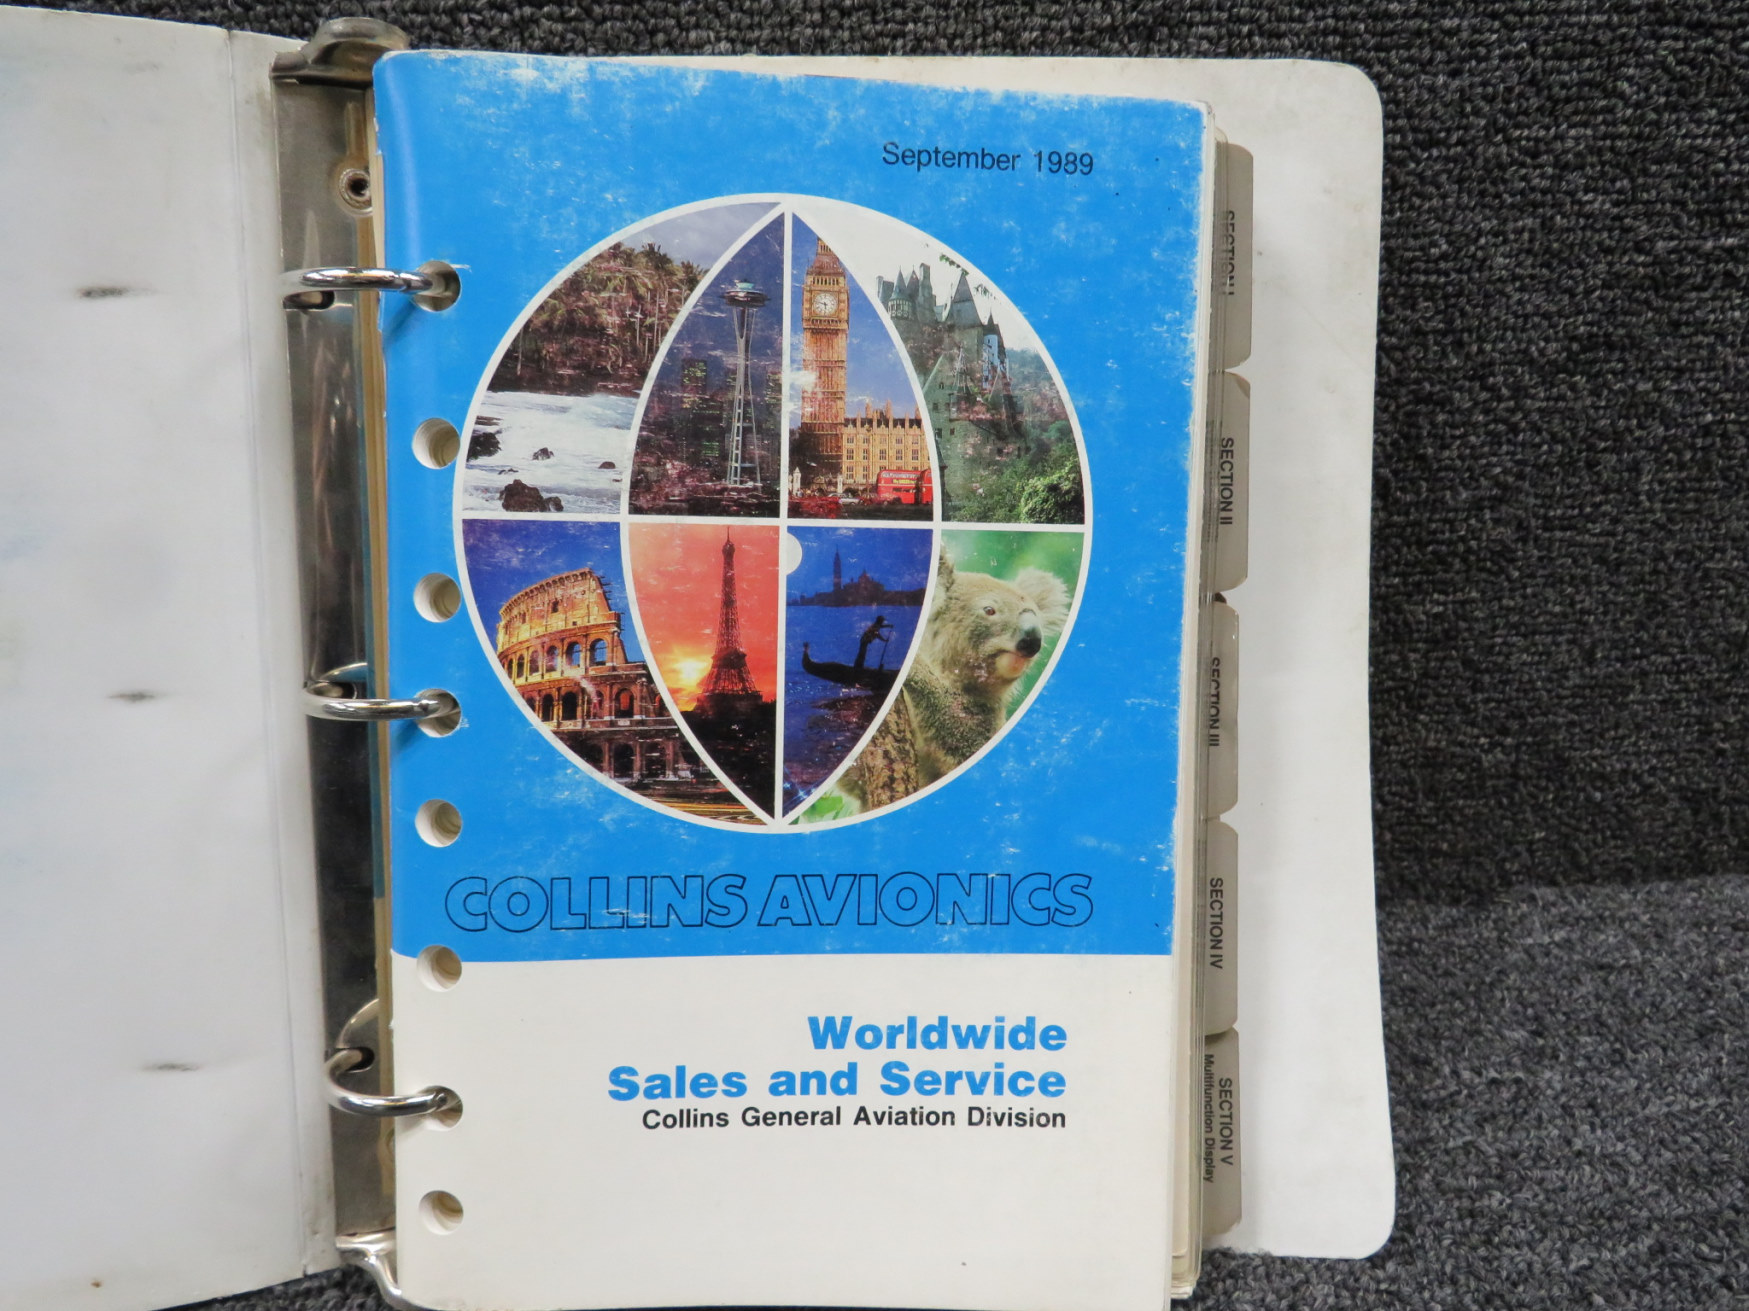 September 1989
COLLINS AVIONICS
Worldwide
Sales and Service
Collins General Aviation Division
SECTION I
SECTION II
SECTION III
SECTION IV
SECTION V
Multifunction Display